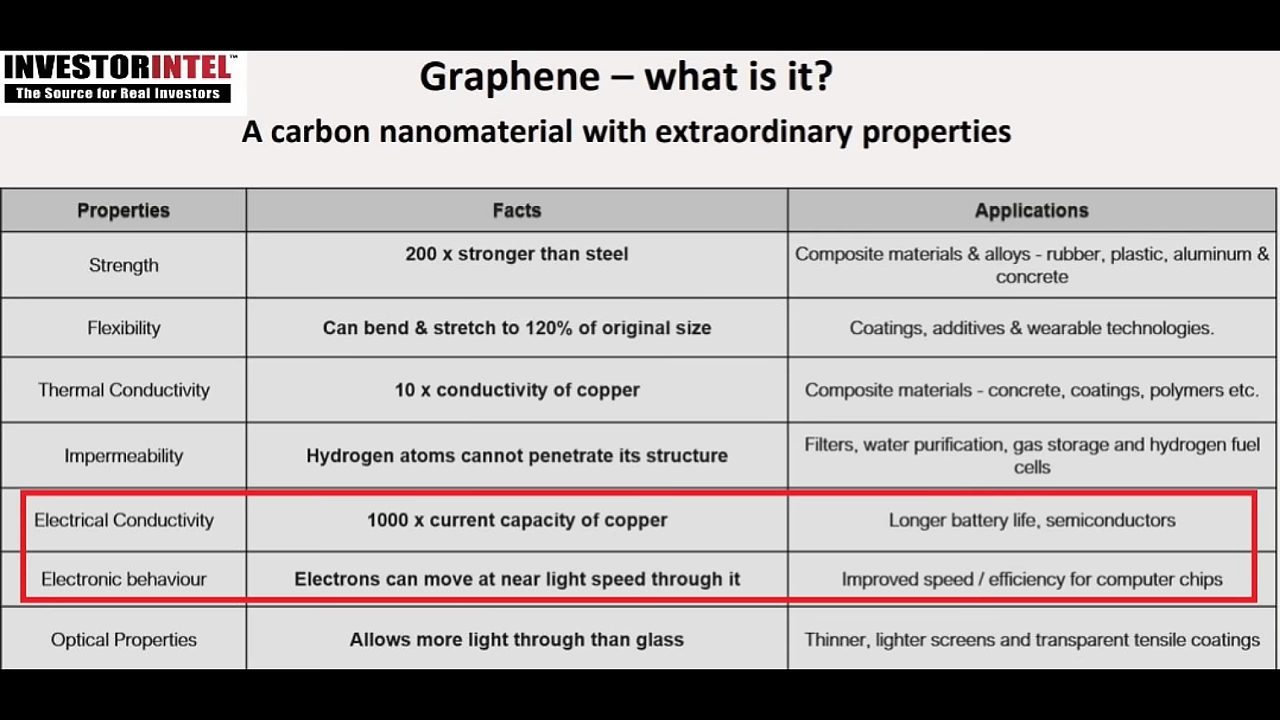 INVESTORINTEL™
The Source for Real Investors
Graphene – what is it?
A carbon nanomaterial with extraordinary properties
Properties Facts Applications
Strength 200 x stronger than steel Composite materials & alloys - rubber, plastic, aluminum &
concrete
Flexibility Can bend & stretch to 120% of original size Coatings, additives & wearable technologies.
Thermal Conductivity 10 x conductivity of copper Composite materials - concrete, coatings, polymers etc.
Impermeability Hydrogen atoms cannot penetrate its structure Filters, water purification, gas storage and hydrogen fuel
cells
Electrical Conductivity 1000 x current capacity of copper Longer battery life, semiconductors
Electronic behaviour Electrons can move at near light speed through it Improved speed / efficiency for computer chips
Optical Properties Allows more light through than glass Thinner, lighter screens and transparent tensile coatings